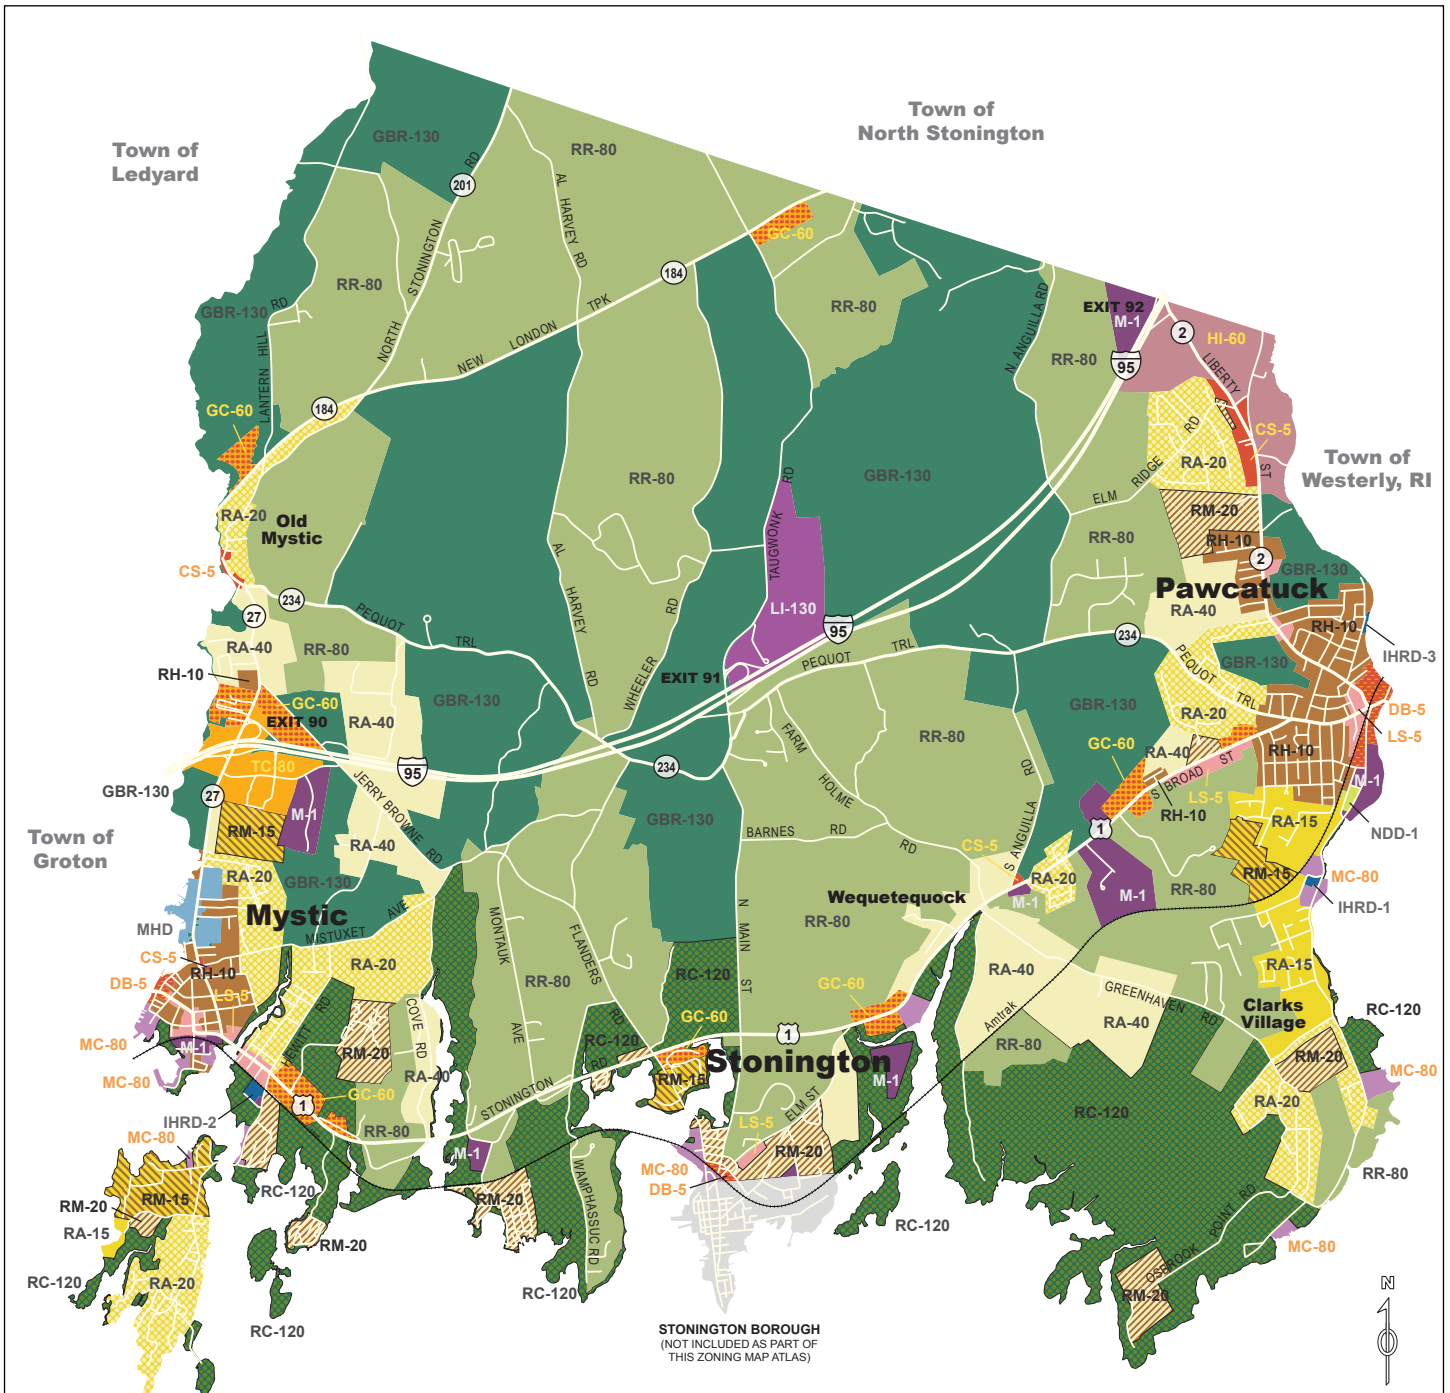 Town of
North Stonington
Town of
Ledyard
GBR-130
RR-80
201
RD
AL HARVEY RD
NORTH STONINGTON
GC-60
184
RR-80
RR-80
GBR-130
RD
LANTERN HILL
NEW LONDON TPK
N. ANGUILLA RD
EXIT 92
M-1
2
HI-60
LIBERTY
ST
RR-80
95
184
GC-60
CS-5
Town of
Westerly, RI
RA-20
ELM RIDGE RD
RR-80
GBR-130
RM-20
RA-20
Old
Mystic
RH-10
RR-80
TAUGWONK RD
AL HARVEY RD
2
GBR-130
CS-5
Pawcatuck
234
27
PEQUOT TRL
LI-130
RA-40
95
RH-10
234
RA-40
RR-80
PEQUOT TRL
WHEELER RD
IHRD-3
PEQUOT TRL
GBR-130
RH-10
EXIT 91
GC-60
GBR-130
GBR-130
RA-20
DB-5
EXIT 90
RA-40
LS-5
FARM HOLME RD
RR-80
RD
GC-60
RA-40
RH-10
TC-80
95
234
S BROAD ST
M-1
GBR-130
27
JERRY BROWNE RD
LS-5
RH-10
M-1
GBR-130
1
RA-15
NDD-1
Town of
Groton
RM-15
BARNES RD
S ANGUILLA
RA-40
CS-5
RA-20
GBR-130
RA-20
RM-15
MC-80
RR-80
M-1
M-1
IHRD-1
Wequetequock
Mystic
MISTUXET AVE
MONTAUK AVE
FLANDERS RD
N MAIN ST
RR-80
MHD
CS-5
RA-20
RA-15
RH-10
DB-5
RR-80
RC-120
RA-40
GC-60
GREENHAVEN RD
LS-5
COVE RD
HEWITT RD
Amtrak
Clarks
Village
RC-120
RA-40
GC-60
1
MC-80
M-1
RM-20
RC-120
Stonington
RR-80
RM-20
MC-80
RA-40
RM-15
M-1
MC-80
GC-60
1
STONINGTON RD
ELM ST
RA-20
RC-120
IHRD-2
RR-80
LS-5
MC-80
M-1
RM-20
MC-80
RR-80
DB-5
RC-120
RM-15
RM-20
RM-20
WAMPHASSUC RD
OSBROOK POINT RD
RA-15
RC-120
RM-20
MC-80
RC-120
RA-20
RC-120
RM-20
RC-120
STONINGTON BOROUGH
(NOT INCLUDED AS PART OF
THIS ZONING MAP ATLAS)
N